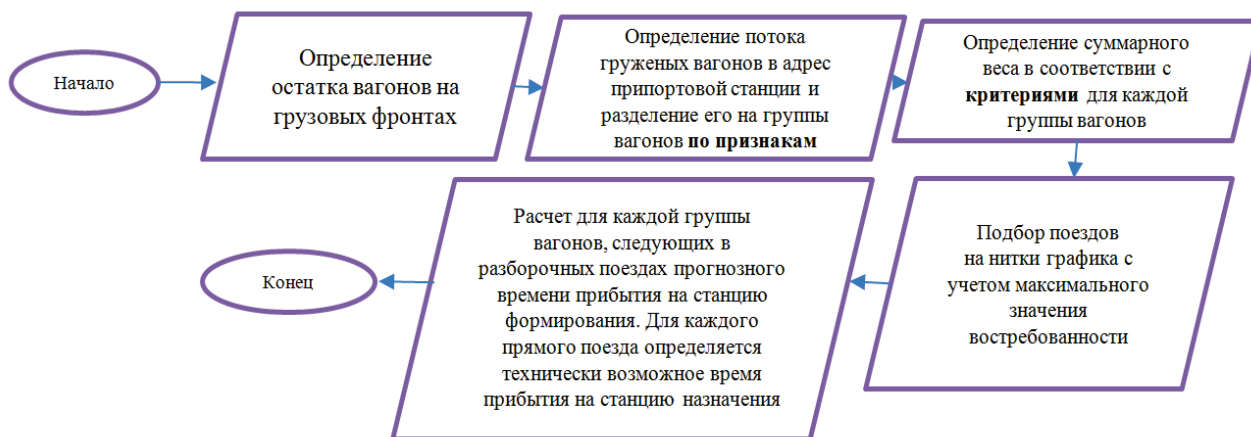 Начало
Определение
остатка вагонов на
грузовых фронтах
Определение потока
груженых вагонов в адрес
припортовой станции и
разделение его на группы
вагонов по признакам
Определение суммарного
веса в соответствии с
критериями для каждой
группы вагонов
Подбор поездов
на нитки графика с
учетом максимального
значения
востребованности
Расчет для каждой группы
вагонов, следующих в
разборочных поездах прогнозного
времени прибытия на станцию
формирования. Для каждого
прямого поезда определяется
технически возможное время
прибытия на станцию назначения
Конец